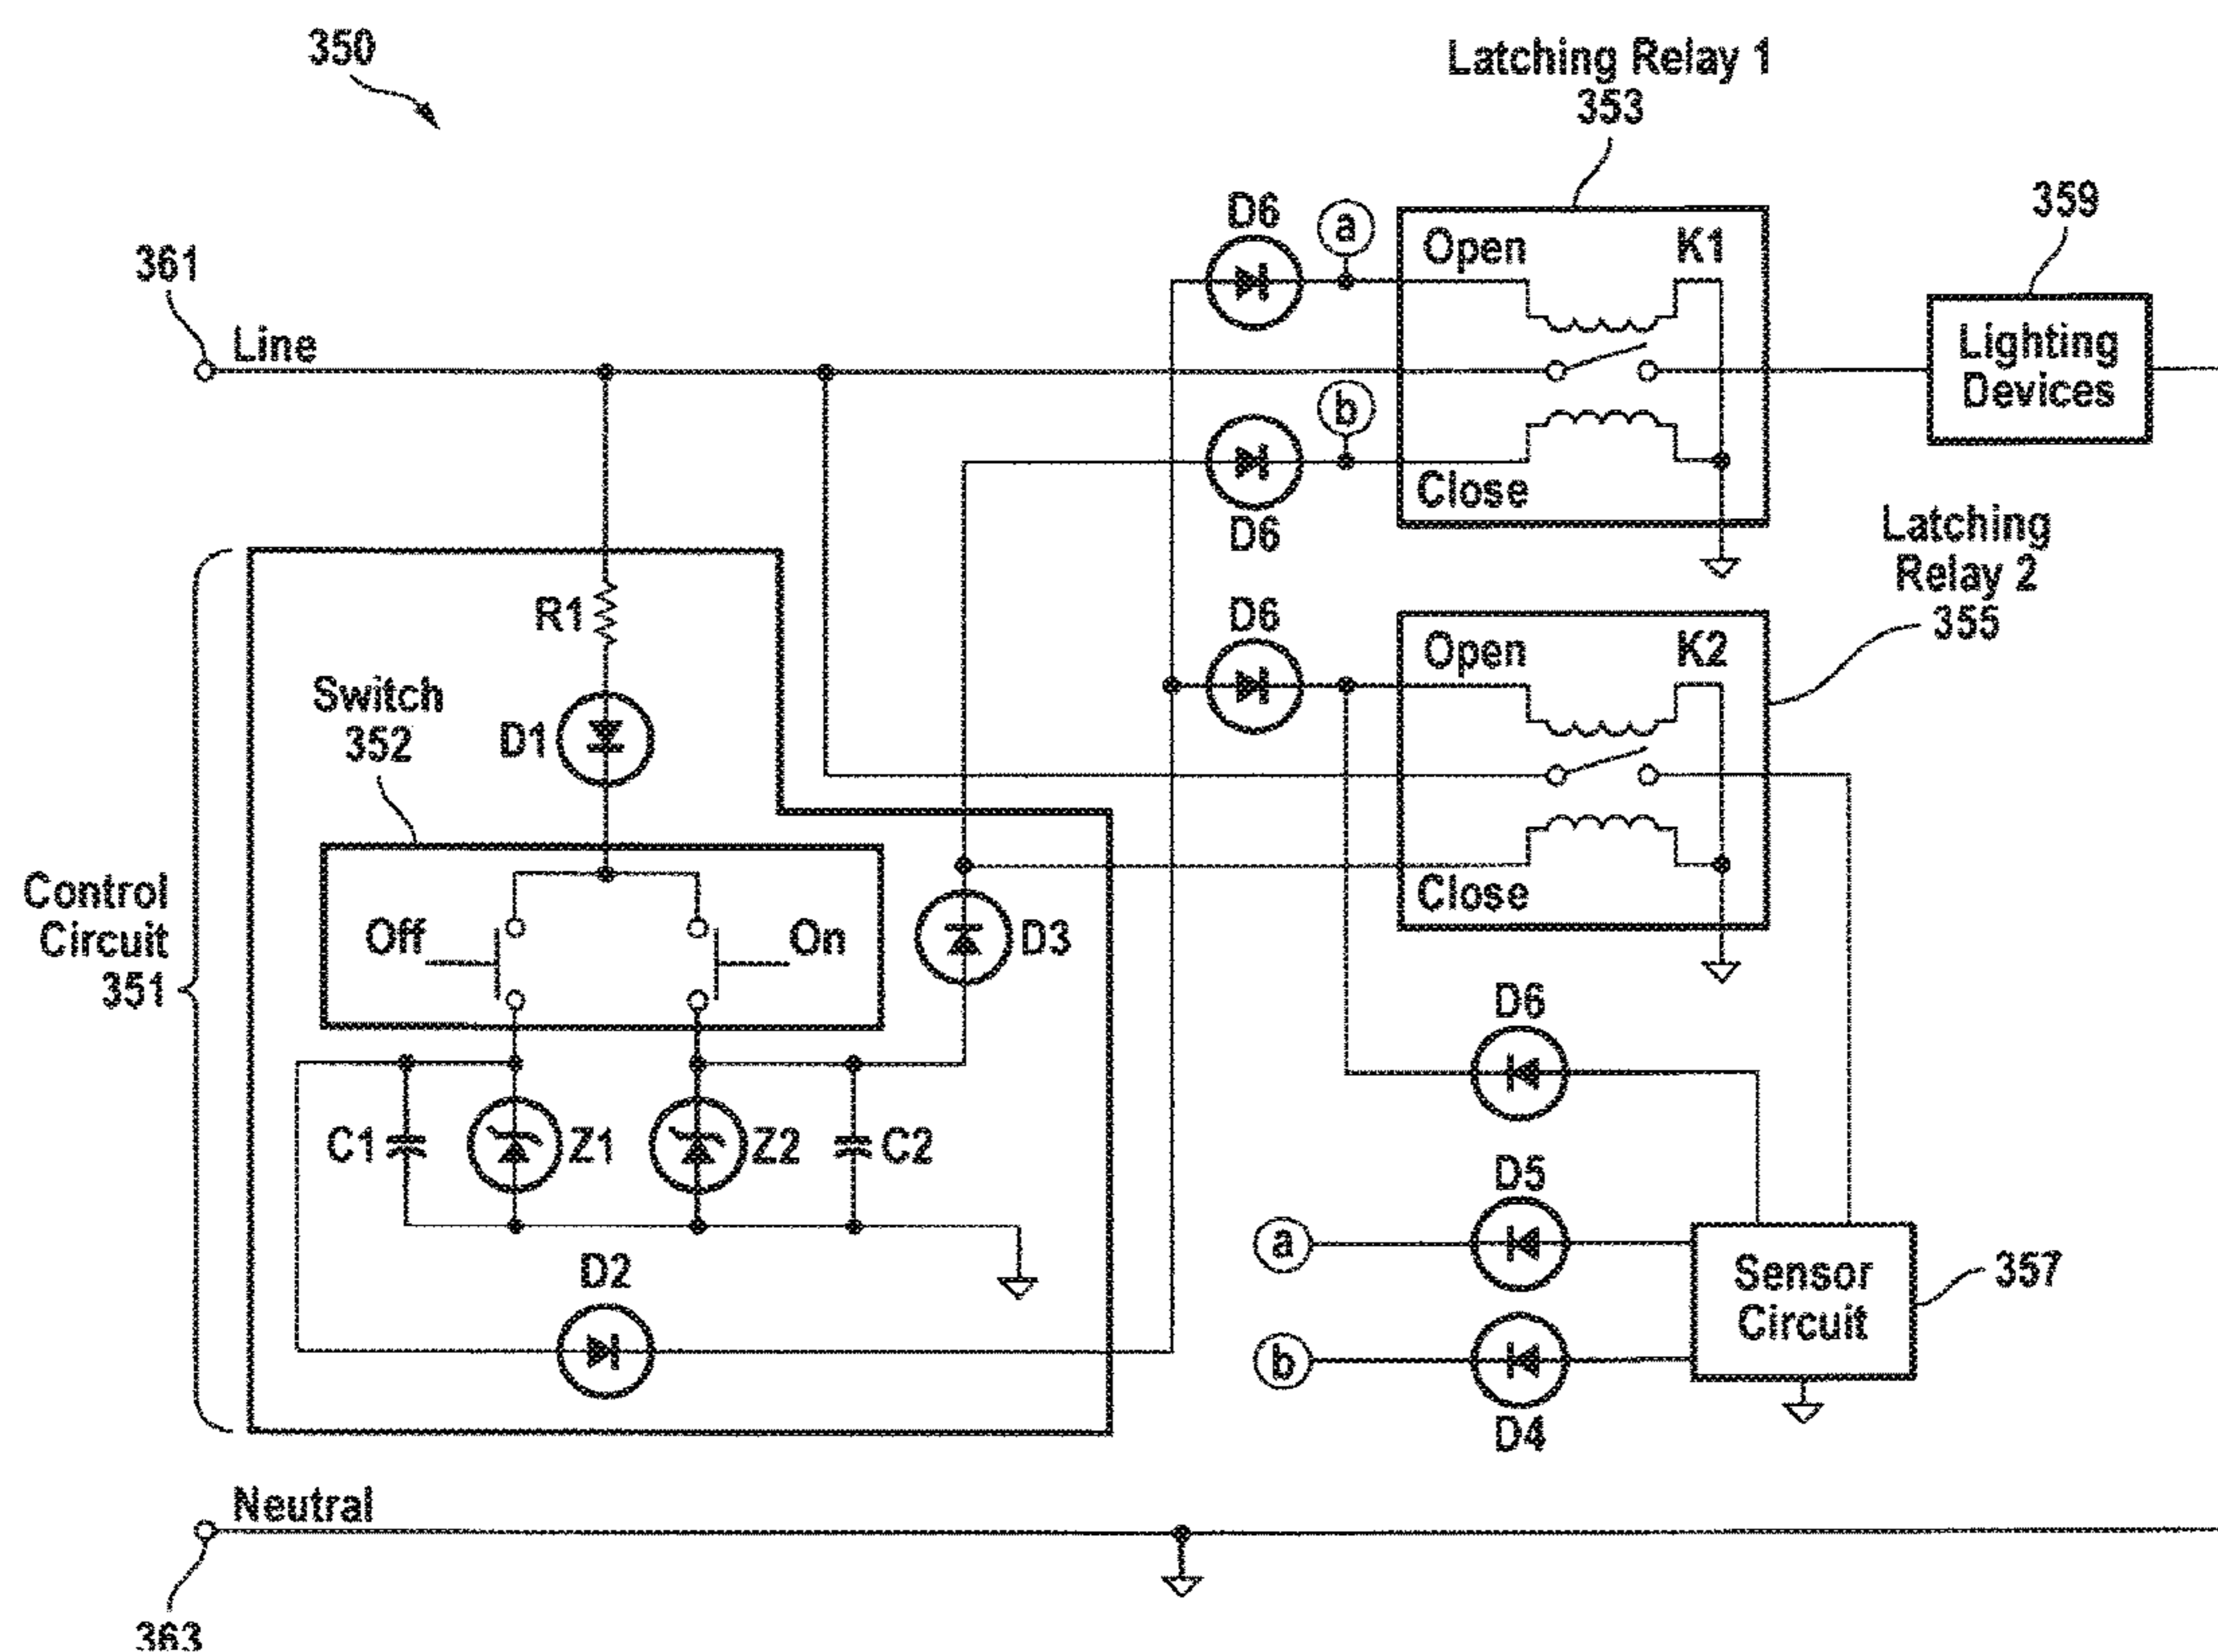 350
Latching Relay 1
353
359
361
Line
D6
a
Open
K1
Lighting
Devices
b
D6
Close
Latching
Relay 2
355
R1
D6
Open
K2
Switch
352
D1
Control
Circuit
351
Off
On
D3
Close
D6
C1
Z1
Z2
C2
D5
a
Sensor
Circuit
357
D2
b
D4
Neutral
363